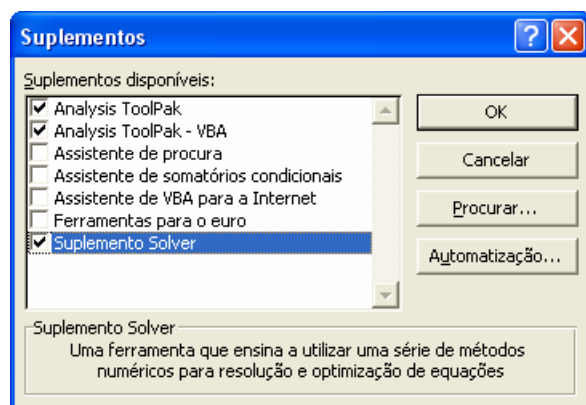 Suplementos
Suplementos disponíveis:
Analysis ToolPak
Analysis ToolPak - VBA
Assistente de procura
Assistente de somatórios condicionais
Assistente de VBA para a Internet
Ferramentas para o euro
Suplemento Solver
OK
Cancelar
Procurar...
Automatização...
Suplemento Solver
Uma ferramenta que ensina a utilizar uma série de métodos
numéricos para resolução e optimização de equações